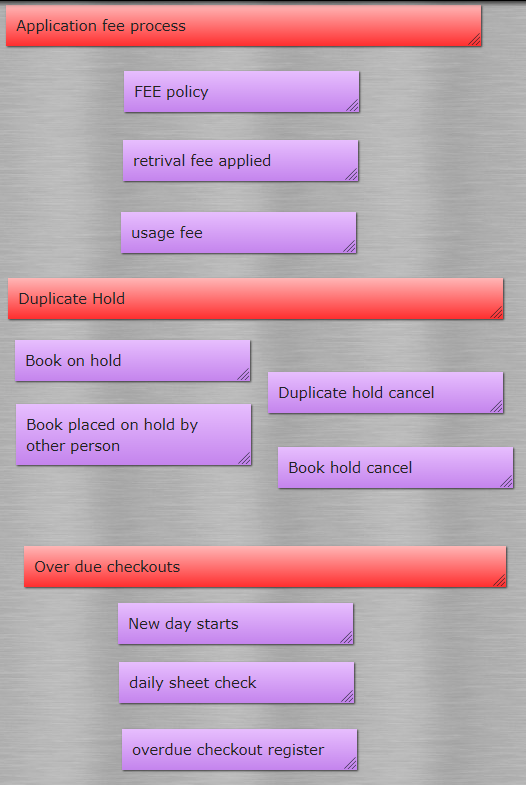 Application fee process
FEE policy
retrival fee applied
usage fee
Duplicate Hold
Book on hold
Duplicate hold cancel
Book placed on hold by
other person
Book hold cancel
Over due checkouts
New day starts
daily sheet check
overdue checkout register